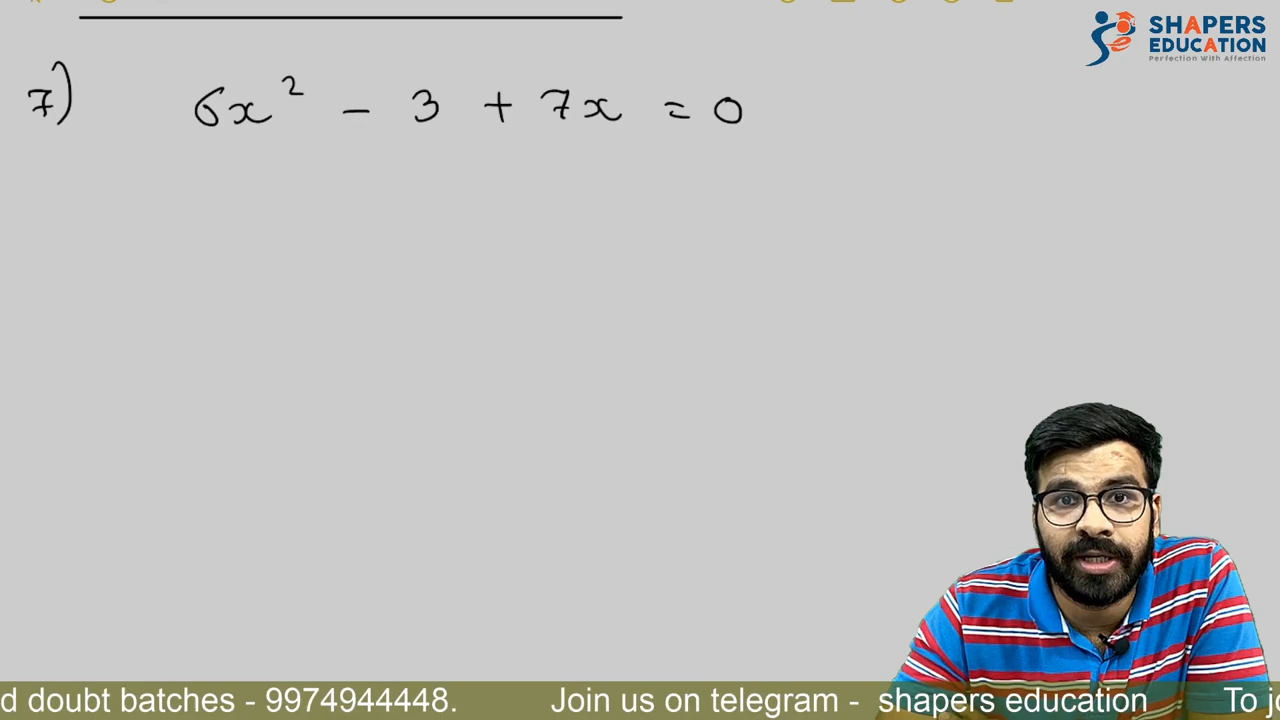 SHAPERS
EDUCATION
Perfection With Affection
7) 6x² - 3 + 7x = 0
d doubt batches - 9974944448. Join us on telegram - shapers education To jo